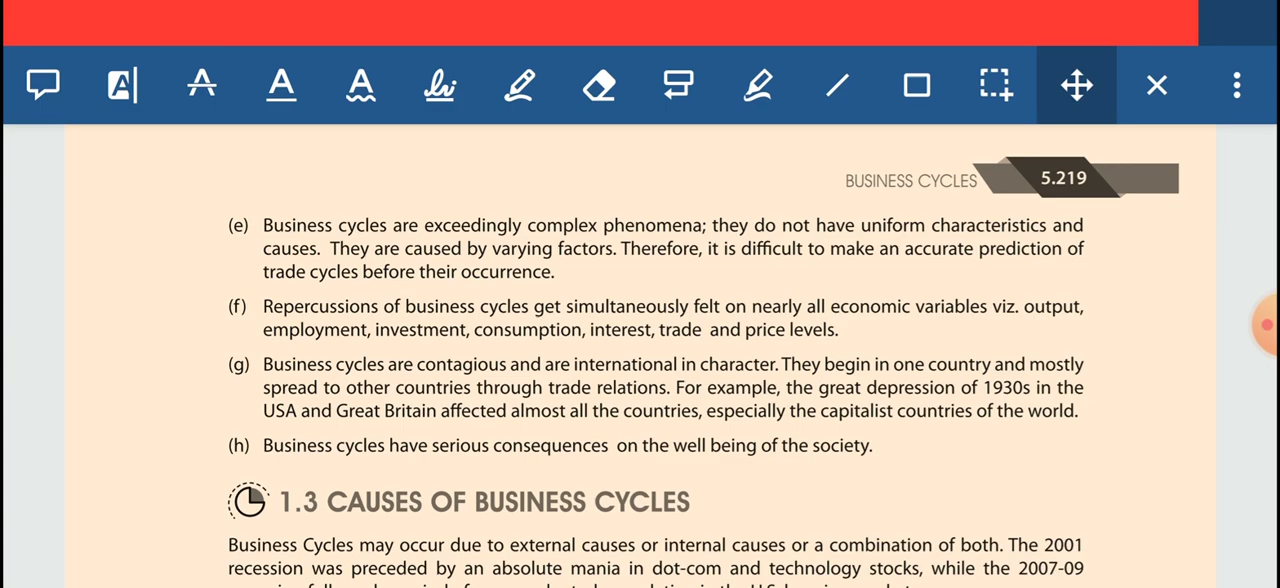 BUSINESS CYCLES 5.219
(e) Business cycles are exceedingly complex phenomena; they do not have uniform characteristics and
causes. They are caused by varying factors. Therefore, it is difficult to make an accurate prediction of
trade cycles before their occurrence.
(f) Repercussions of business cycles get simultaneously felt on nearly all economic variables viz. output,
employment, investment, consumption, interest, trade and price levels.
(g) Business cycles are contagious and are international in character. They begin in one country and mostly
spread to other countries through trade relations. For example, the great depression of 1930s in the
USA and Great Britain affected almost all the countries, especially the capitalist countries of the world.
(h) Business cycles have serious consequences on the well being of the society.
1.3 CAUSES OF BUSINESS CYCLES
Business Cycles may occur due to external causes or internal causes or a combination of both. The 2001
recession was preceded by an absolute mania in dot-com and technology stocks, while the 2007-09